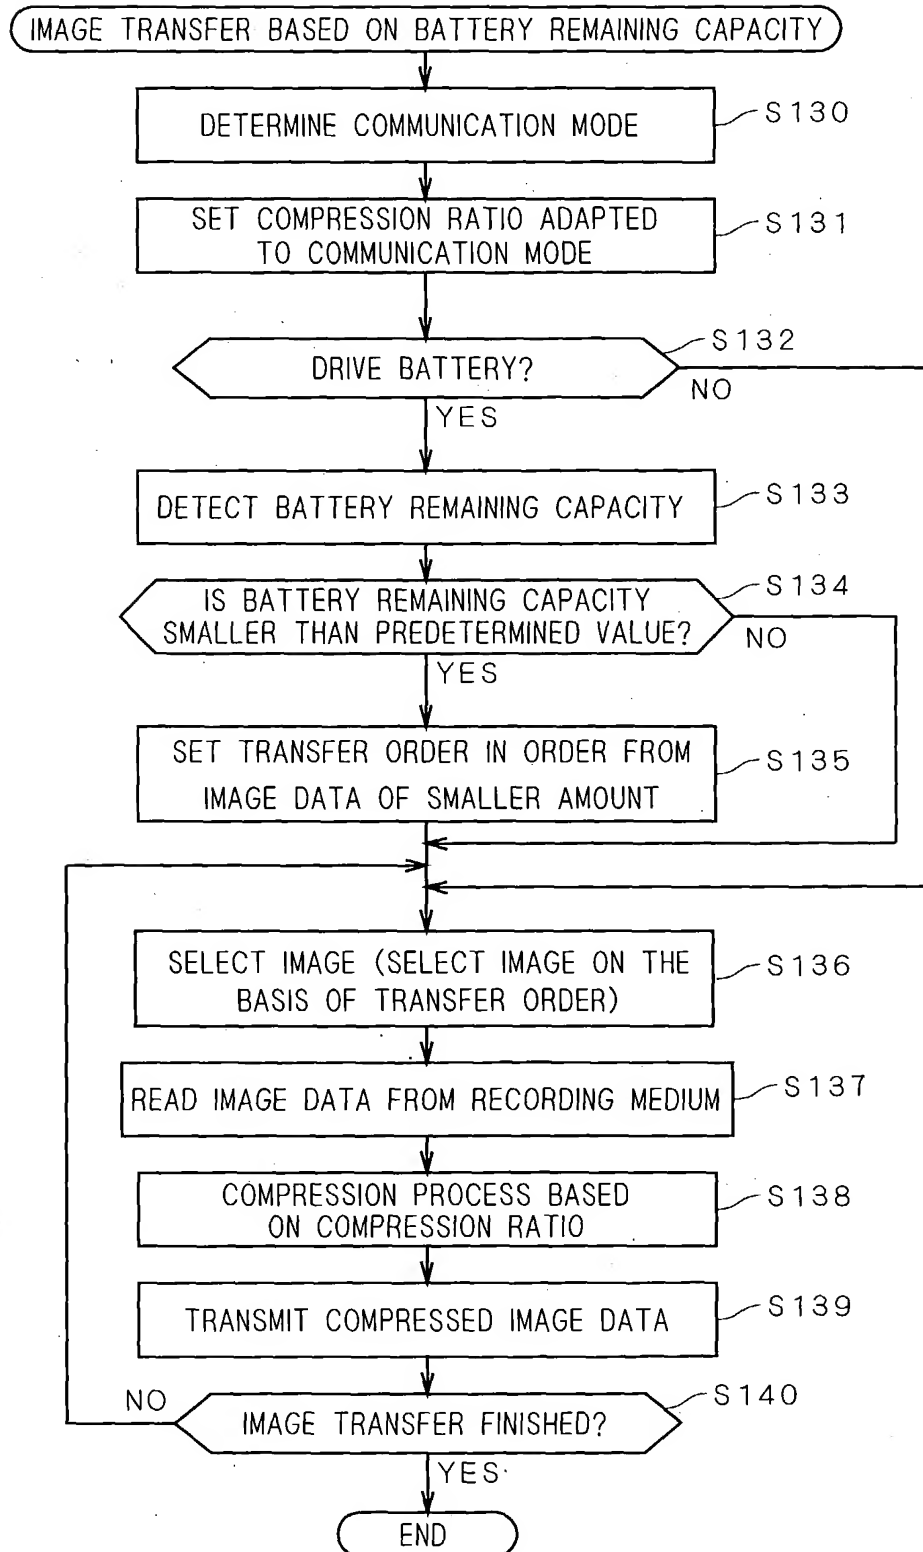 IMAGE TRANSFER BASED ON BATTERY REMAINING CAPACITY
DETERMINE COMMUNICATION MODE
S130
SET COMPRESSION RATIO ADAPTED
TO COMMUNICATION MODE
S131
DRIVE BATTERY?
S132
NO
YES
DETECT BATTERY REMAINING CAPACITY
S133
IS BATTERY REMAINING CAPACITY
SMALLER THAN PREDETERMINED VALUE?
S134
NO
YES
SET TRANSFER ORDER IN ORDER FROM
IMAGE DATA OF SMALLER AMOUNT
S135
SELECT IMAGE (SELECT IMAGE ON THE
BASIS OF TRANSFER ORDER)
S136
READ IMAGE DATA FROM RECORDING MEDIUM
S137
COMPRESSION PROCESS BASED
ON COMPRESSION RATIO
S138
TRANSMIT COMPRESSED IMAGE DATA
S139
NO
IMAGE TRANSFER FINISHED?
S140
YES
END